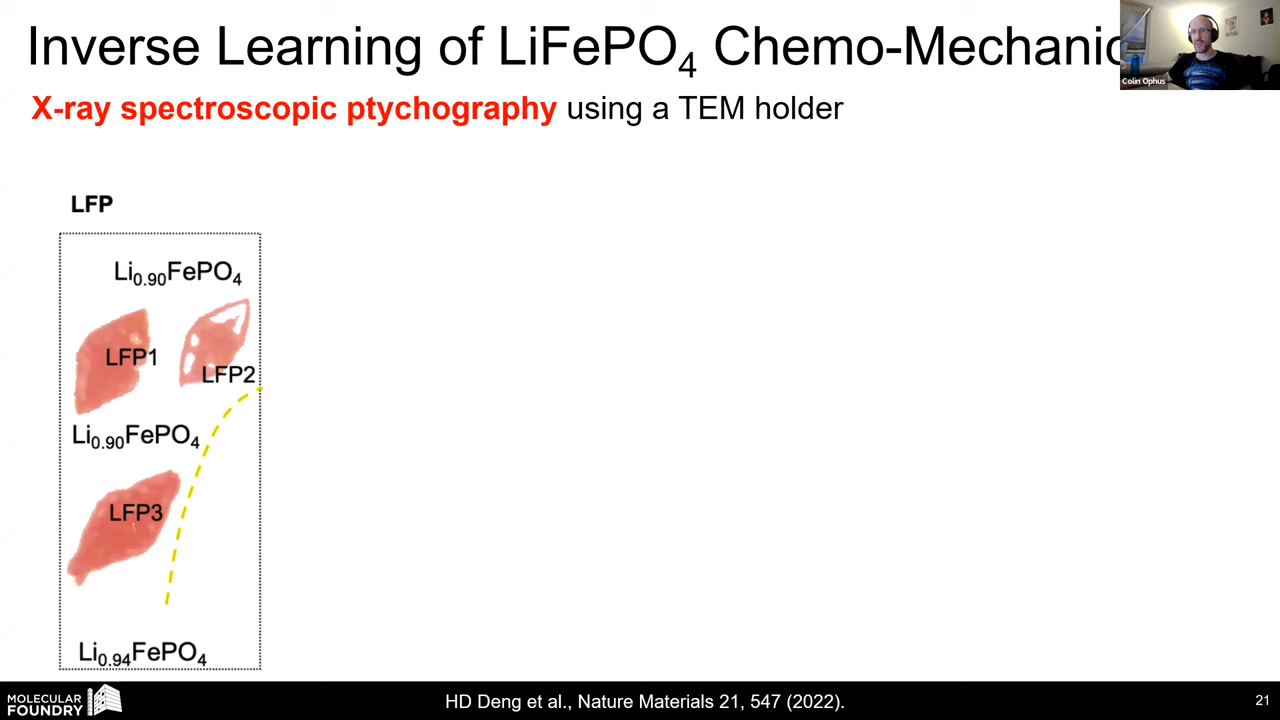 Inverse Learning of LiFePO4 Chemo-Mechanic
Colin Ophus
X-ray spectroscopic ptychography using a TEM holder
LFP
Li0.90FePO4
LFP1
LFP2
Li0.90FePO4
LFP3
Li0.94FePO4
MOLECULAR
FOUNDRY
HD Deng et al., Nature Materials 21, 547 (2022).
21